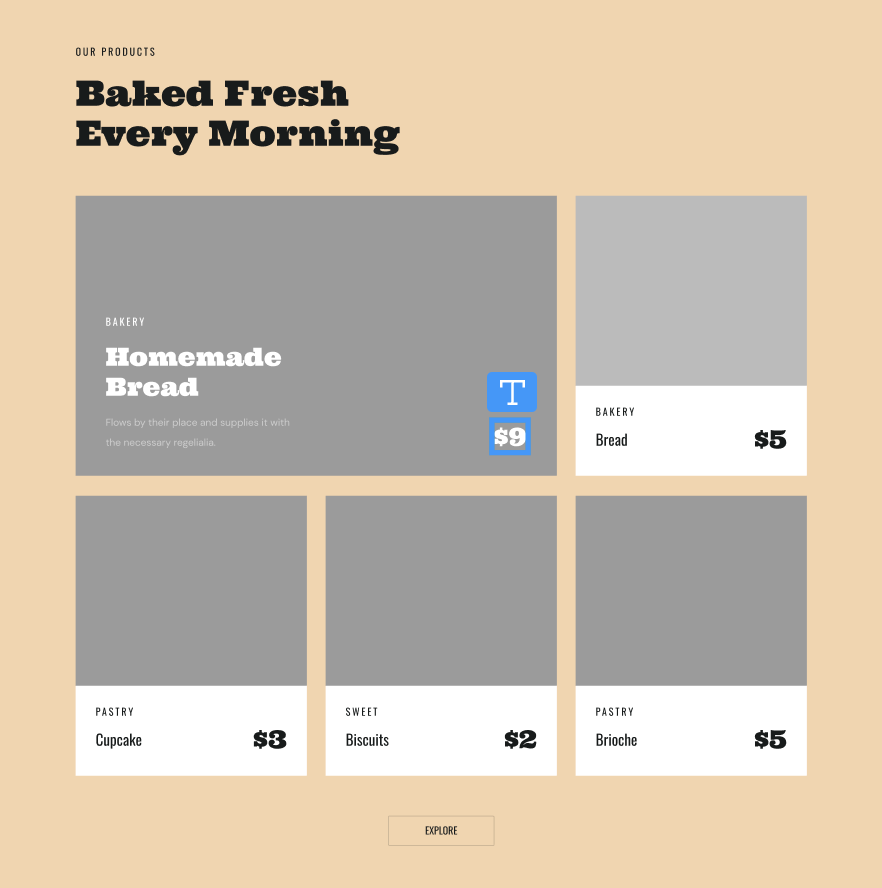 OUR PRODUCTS
Baked Fresh
Every Morning
BAKERY
Homemade
Bread
Flows by their place and supplies it with
the necessary regelialia.
T
$9
BAKERY
Bread
$5
PASTRY
Cupcake
$3
SWEET
Biscuits
$2
PASTRY
Brioche
$5
EXPLORE